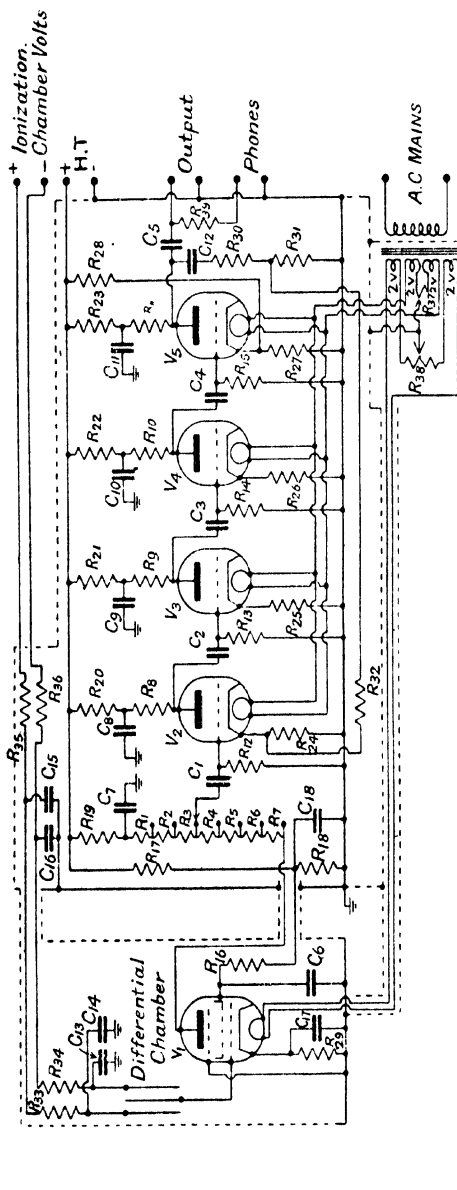 + Ionization.
- Chamber Volts
+
H.T
-
Output
Phones
A.C MAINS
R35
R36
C15
C16
R19
C7
R20
C8
R21
C9
R22
C10
R23
C11
R28
R8
R9
R10
C5
R39
C12
R30
R31
V2
V3
V4
V5
C1
C2
C3
C4
R1
R2
R3
R4
R5
R6
R7
R17
R12
R13
R14
R15
R24
R25
R26
R27
R32
C18
R18
2v
2v
2v
2v
R37
R38
R33
R34
C13
C14
Differential
Chamber
V1
R16
C6
C17
R29